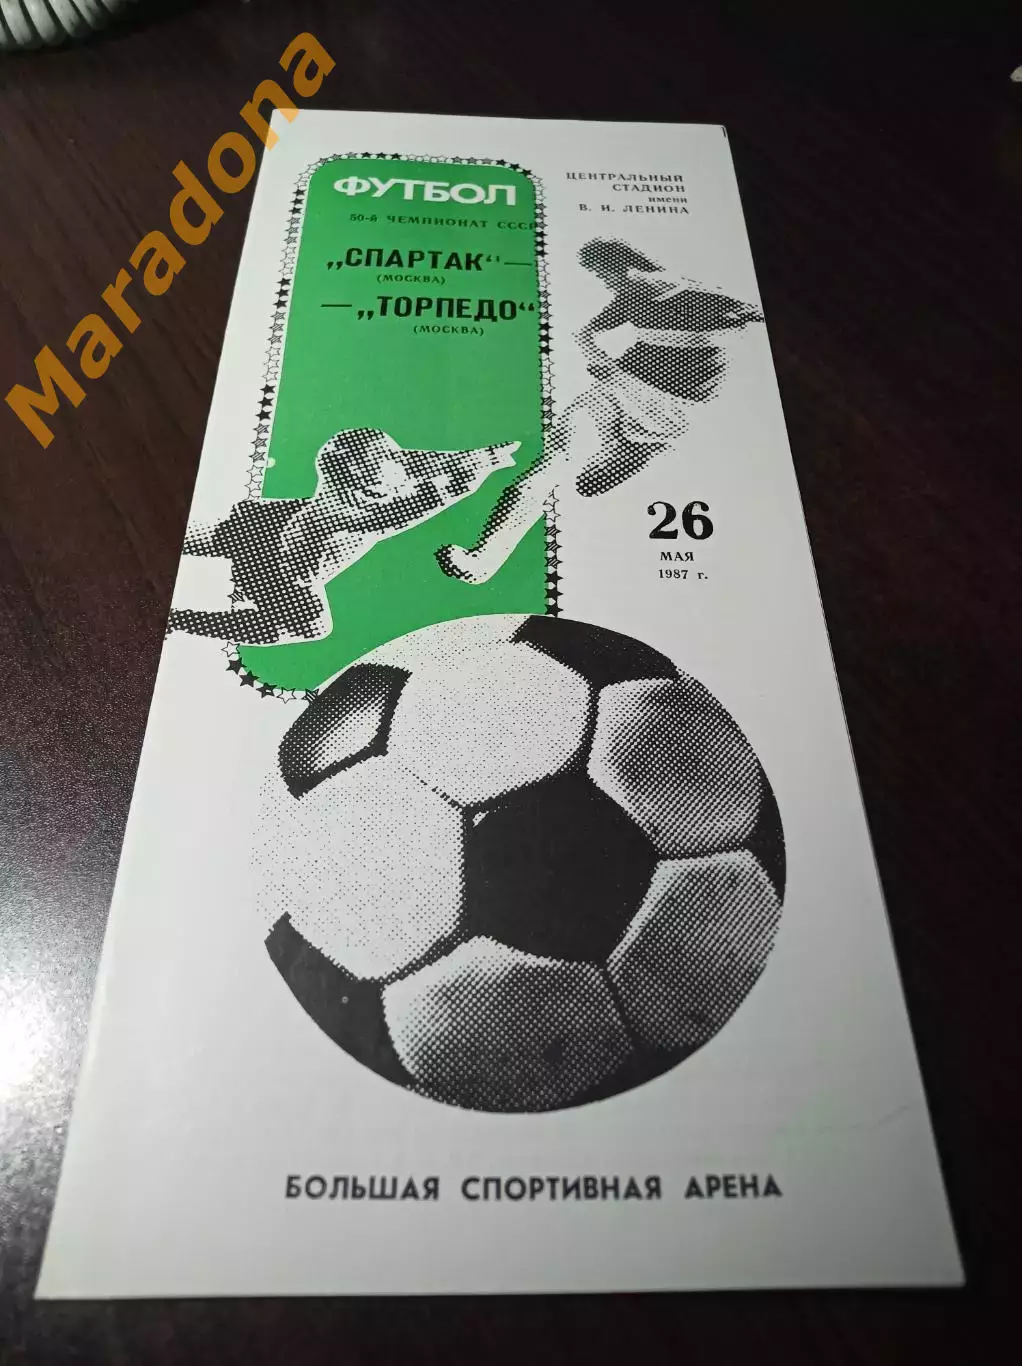 Maradona
ФУТБОЛ
50-й ЧЕМПИОНАТ СССР
„СПАРТАК“—
(МОСКВА)
— „ТОРПЕДО“
(МОСКВА)
ЦЕНТРАЛЬНЫЙ
СТАДИОН
имени
В. И. ЛЕНИНА
26
МАЯ
1987 г.
БОЛЬШАЯ СПОРТИВНАЯ АРЕНА